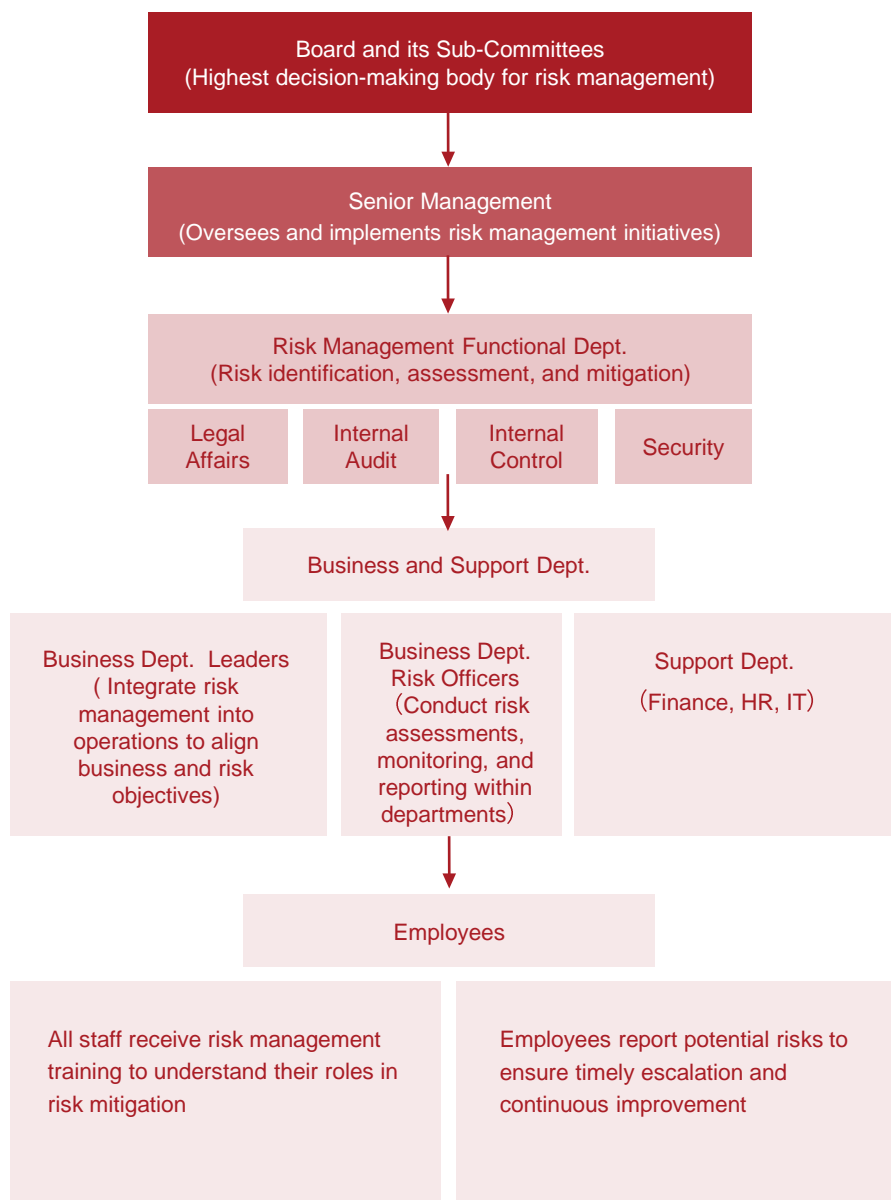 Board and its Sub-Committees
(Highest decision-making body for risk management)
Senior Management
(Oversees and implements risk management initiatives)
Risk Management Functional Dept.
(Risk identification, assessment, and mitigation)
Legal
Affairs
Internal
Audit
Internal
Control
Security
Business and Support Dept.
Business Dept. Leaders
( Integrate risk
management into
operations to align
business and risk
objectives)
Business Dept.
Risk Officers
（Conduct risk
assessments,
monitoring, and
reporting within
departments）
Support Dept.
（Finance, HR, IT）
Employees
All staff receive risk management
training to understand their roles in
risk mitigation
Employees report potential risks to
ensure timely escalation and
continuous improvement